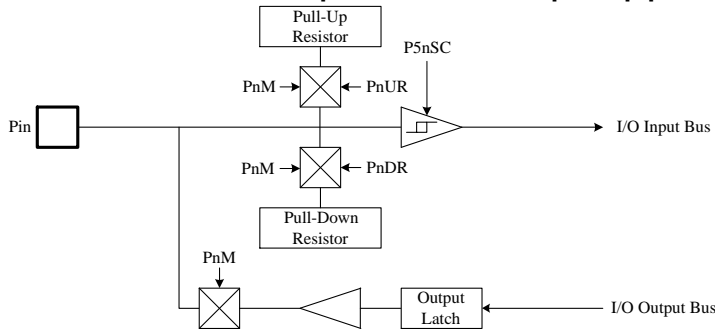 Pull-Up
Resistor
P5nSC
PnM
PnUR
Pin
I/O Input Bus
PnM
PnDR
Pull-Down
Resistor
PnM
Output
Latch
I/O Output Bus